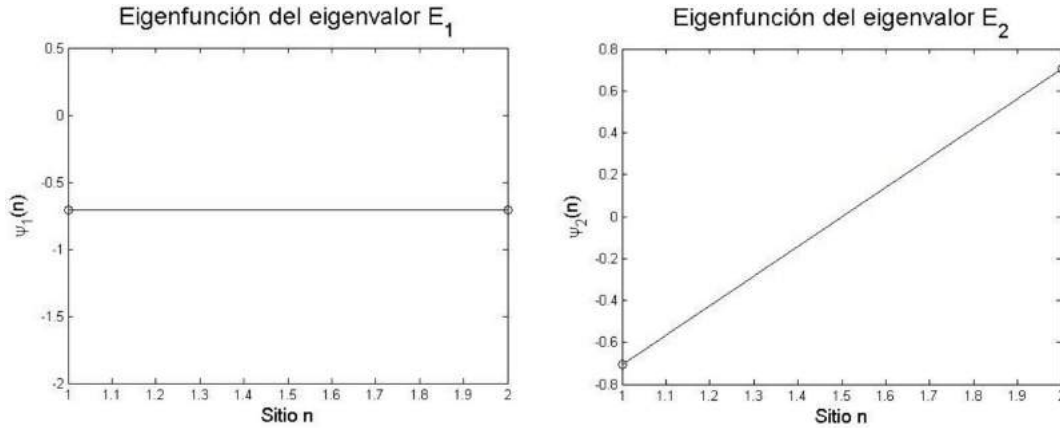 Eigenfunción del eigenvalor E1
0.5
0
-0.5
-1
-1.5
-2
ψ1(n)
1 1.1 1.2 1.3 1.4 1.5 1.6 1.7 1.8 1.9 2
Sitio n
Eigenfunción del eigenvalor E2
0.8
0.6
0.4
0.2
0
-0.2
-0.4
-0.6
-0.8
ψ2(n)
1 1.1 1.2 1.3 1.4 1.5 1.6 1.7 1.8 1.9 2
Sitio n